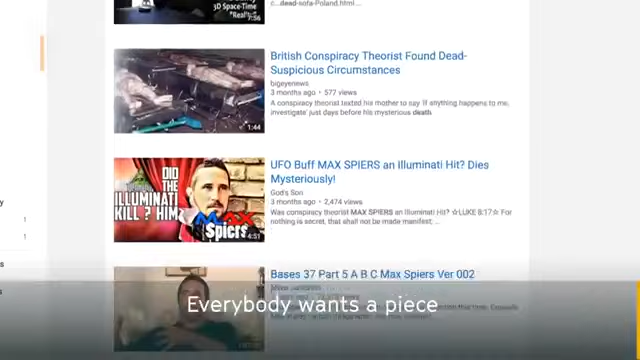 3D Space-Time
"Reality"
7:56
c...dead-sofa-Poland.html...
British Conspiracy Theorist Found Dead-
Suspicious Circumstances
bigeyenews
3 months ago • 577 views
A conspiracy theorist texted his mother to say 'If anything happens to me,
investigate' just days before his mysterious death
1:44
UFO Buff MAX SPIERS an Illuminati Hit? Dies
Mysteriously!
God's Son
3 months ago • 2,474 views
Was conspiracy theorist MAX SPIERS an Illuminati Hit? ☆LUKE 8:17☆ For
nothing is secret, that shall not be made manifest; ...
DID
THE
ILLUMINATI
KILL ? HIM
MAX
Spiers
4:51
Bases 37 Part 5 A B C Max Spiers Ver 002
Everybody wants a piece